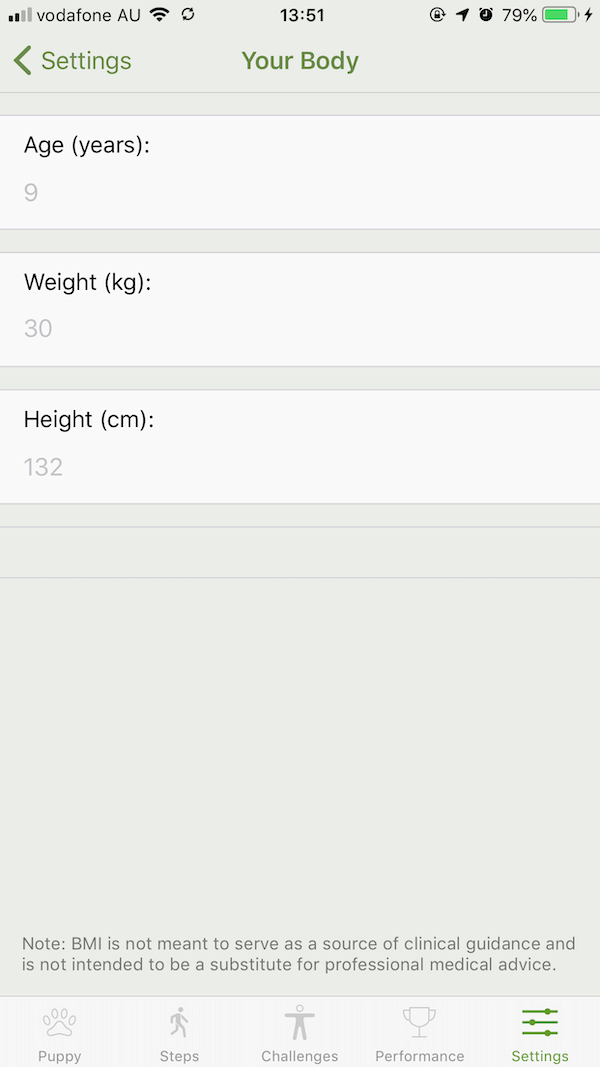 vodafone AU 13:51 79%
Settings Your Body
Age (years):
9
Weight (kg):
30
Height (cm):
132
Note: BMI is not meant to serve as a source of clinical guidance and
is not intended to be a substitute for professional medical advice.
Puppy Steps Challenges Performance Settings